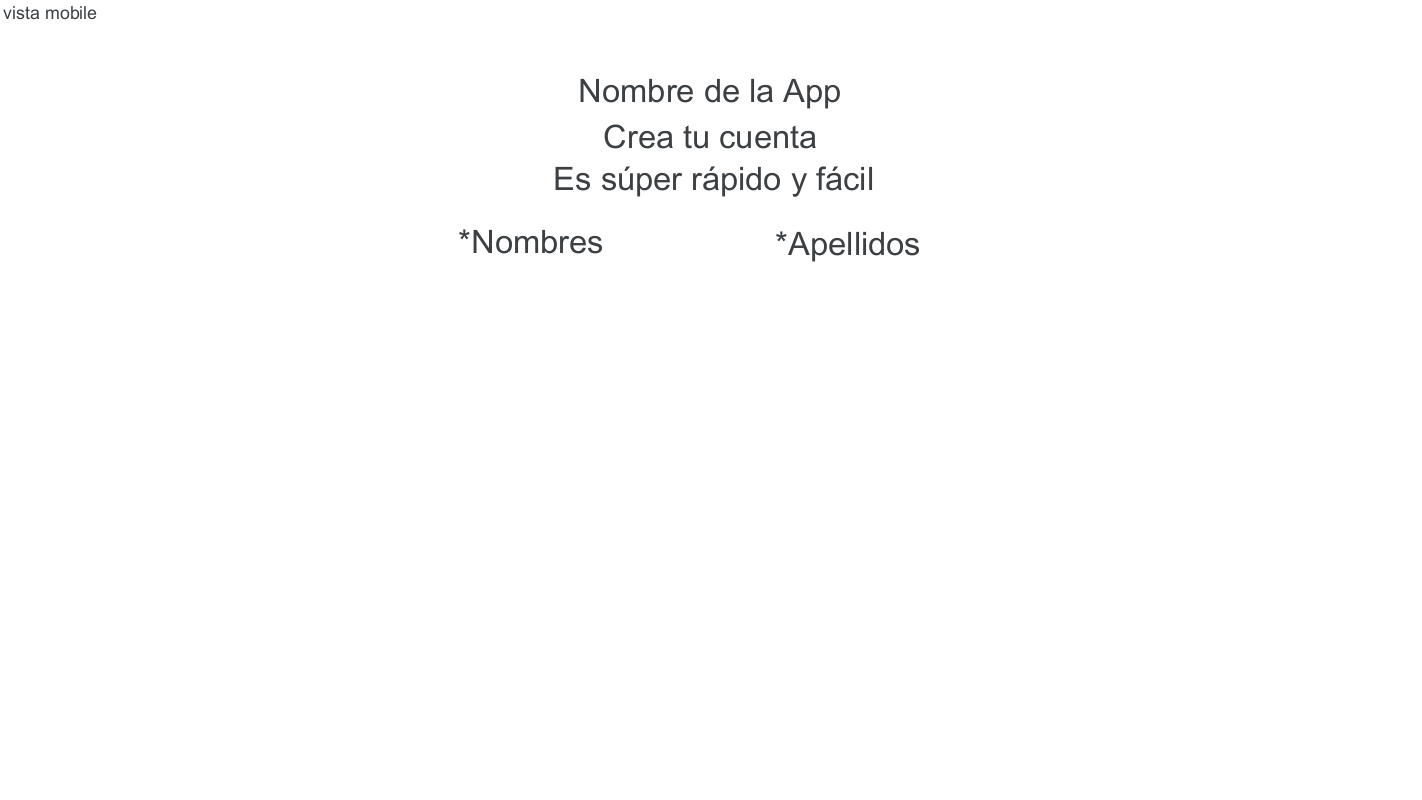 vista mobile
Nombre de la App
Crea tu cuenta
Es súper rápido y fácil
*Nombres *Apellidos